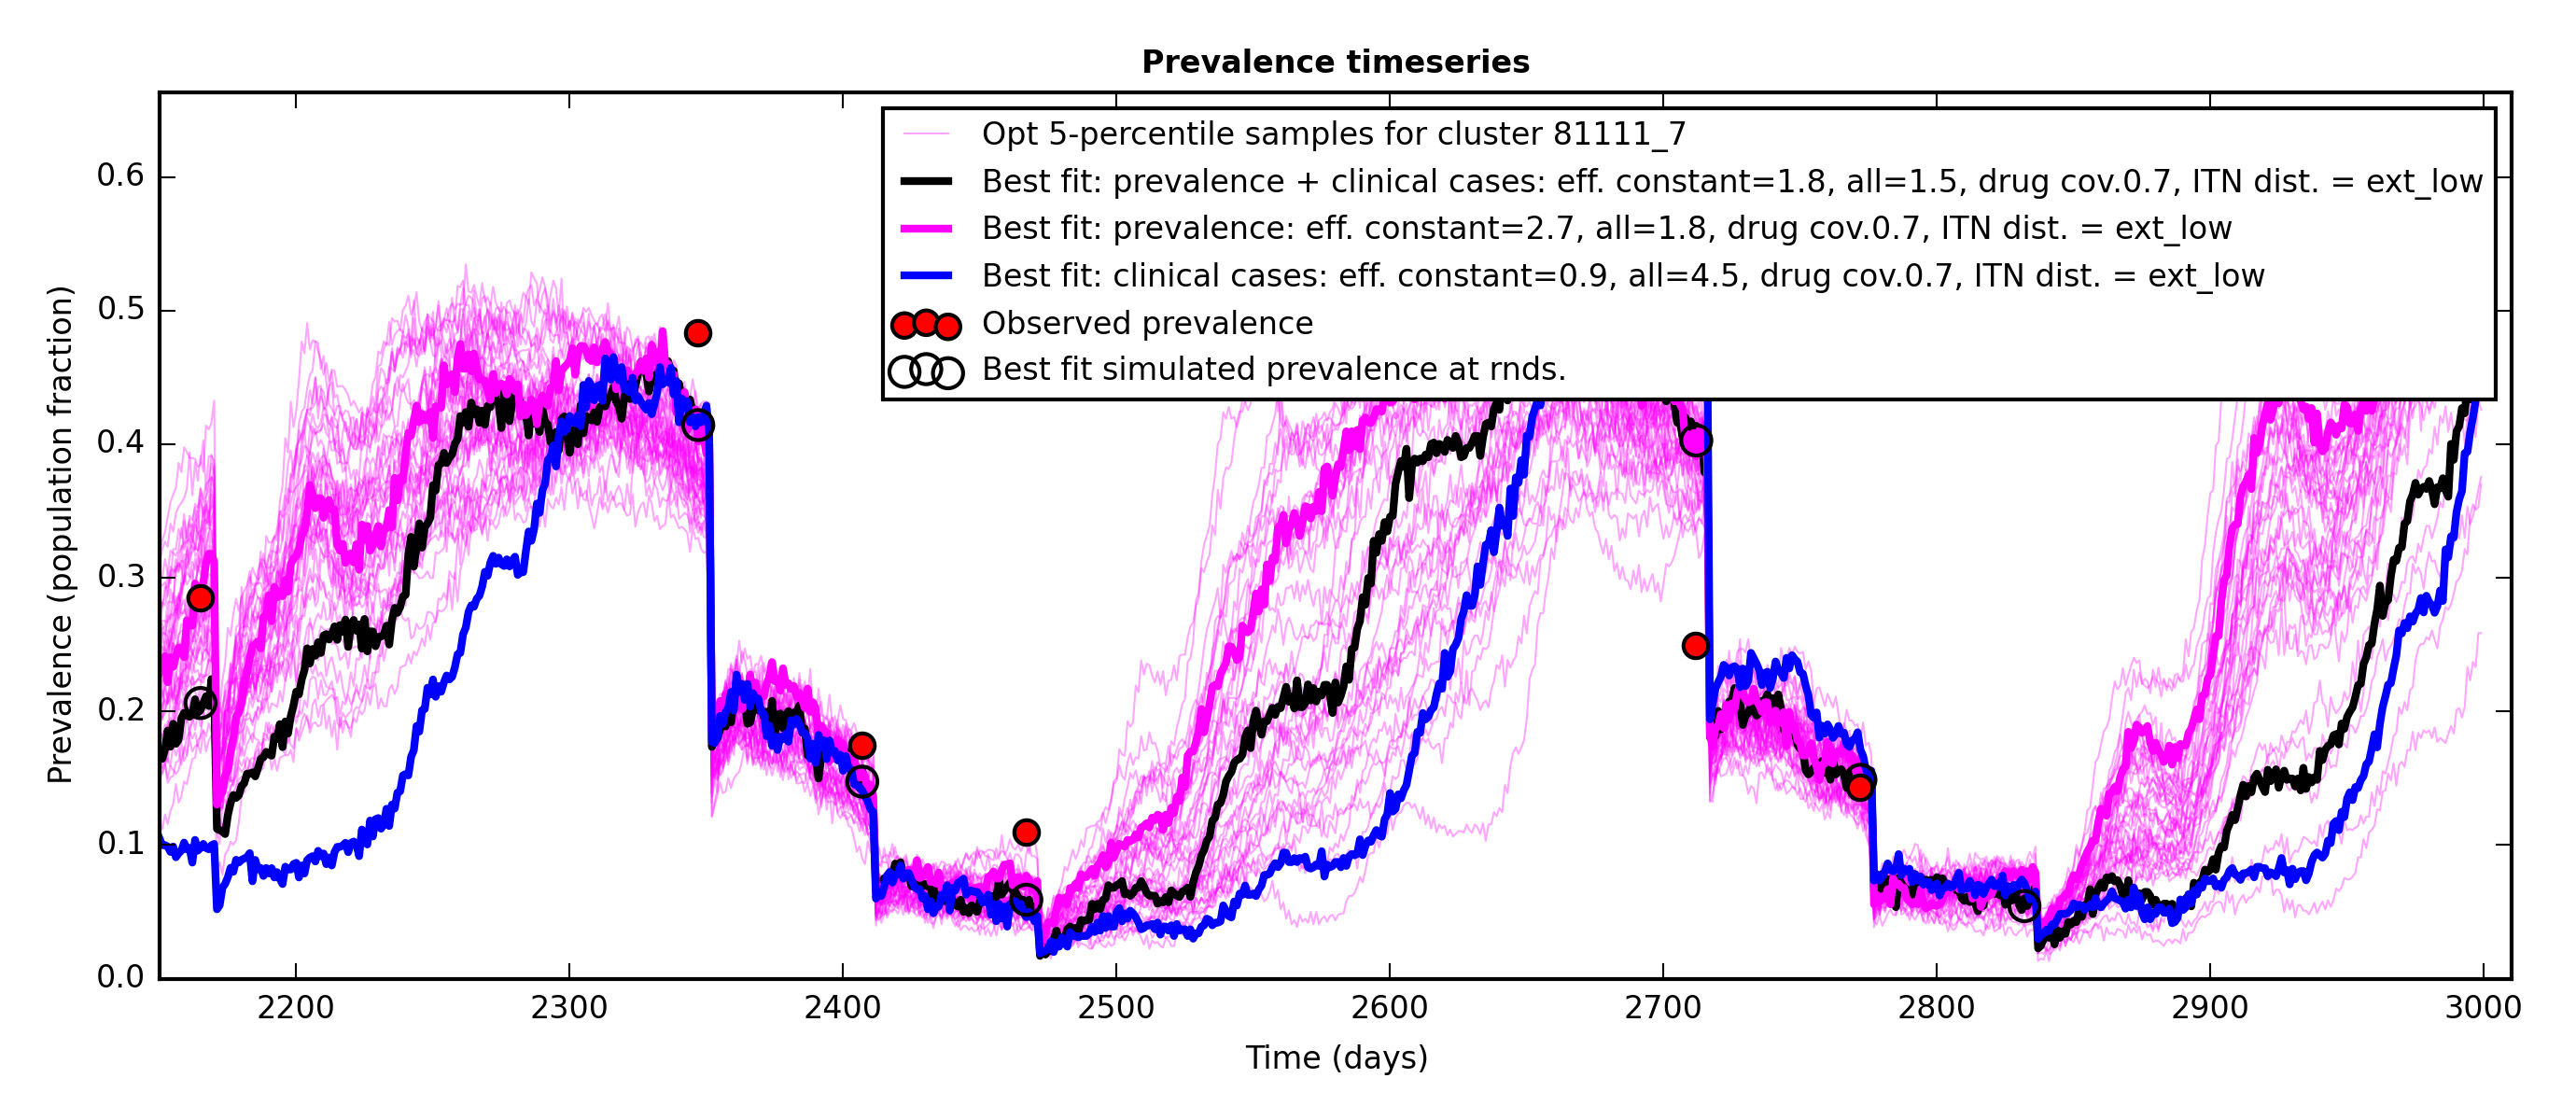 Prevalence timeseries
Opt 5-percentile samples for cluster 81111_7
Best fit: prevalence + clinical cases: eff. constant=1.8, all=1.5, drug cov.0.7, ITN dist. = ext_low
Best fit: prevalence: eff. constant=2.7, all=1.8, drug cov.0.7, ITN dist. = ext_low
Best fit: clinical cases: eff. constant=0.9, all=4.5, drug cov.0.7, ITN dist. = ext_low
Observed prevalence
Best fit simulated prevalence at rnds.
Prevalence (population fraction)
0.6
0.5
0.4
0.3
0.2
0.1
0.0
2200 2300 2400 2500 2600 2700 2800 2900 3000
Time (days)